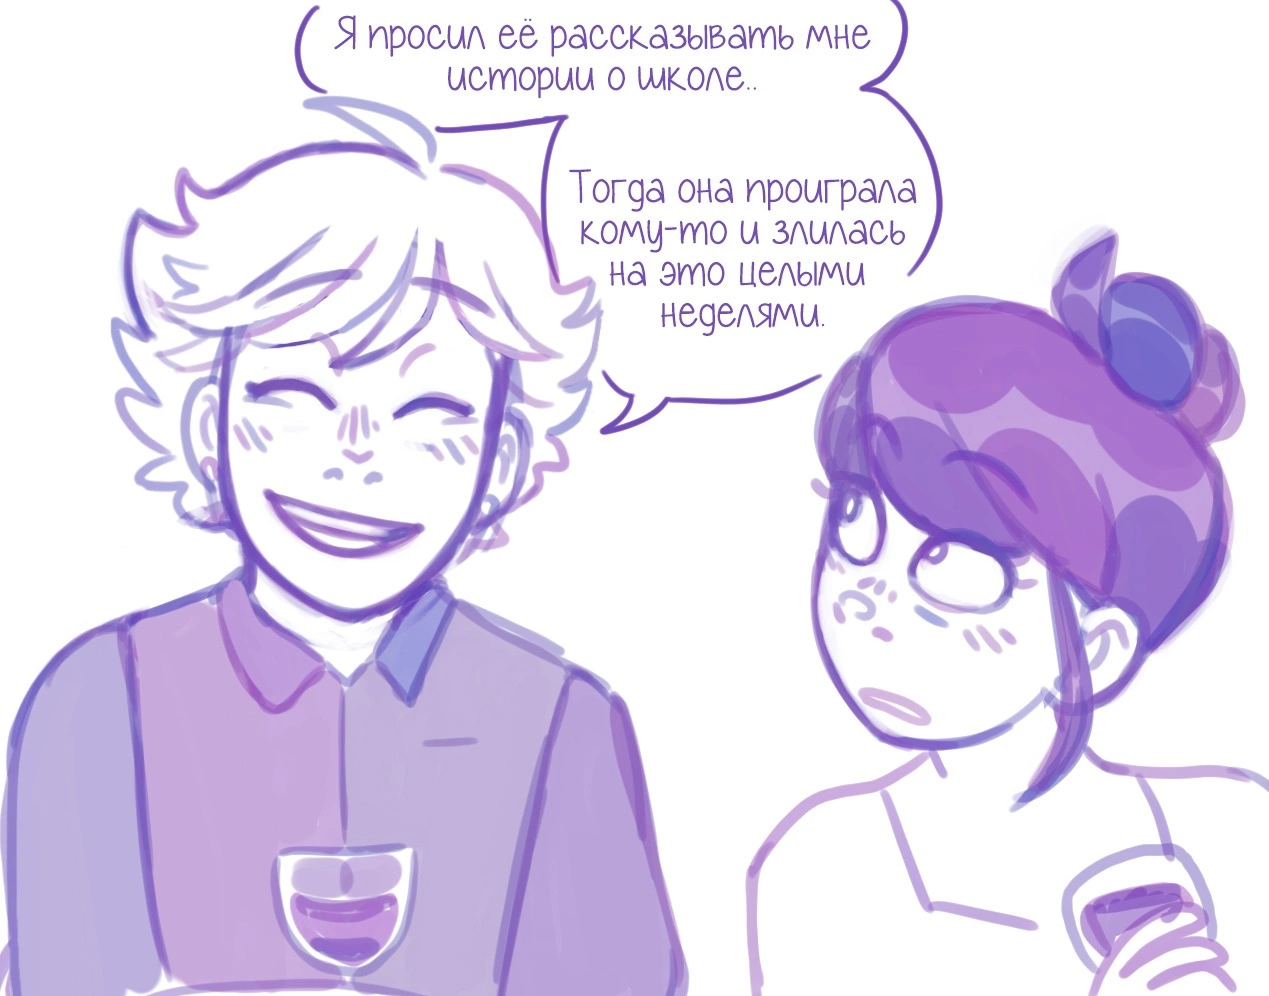 Я просил её рассказывать мне
истории о школе..
Тогда она проиграла
кому-то и злилась
на это целыми
неделями.